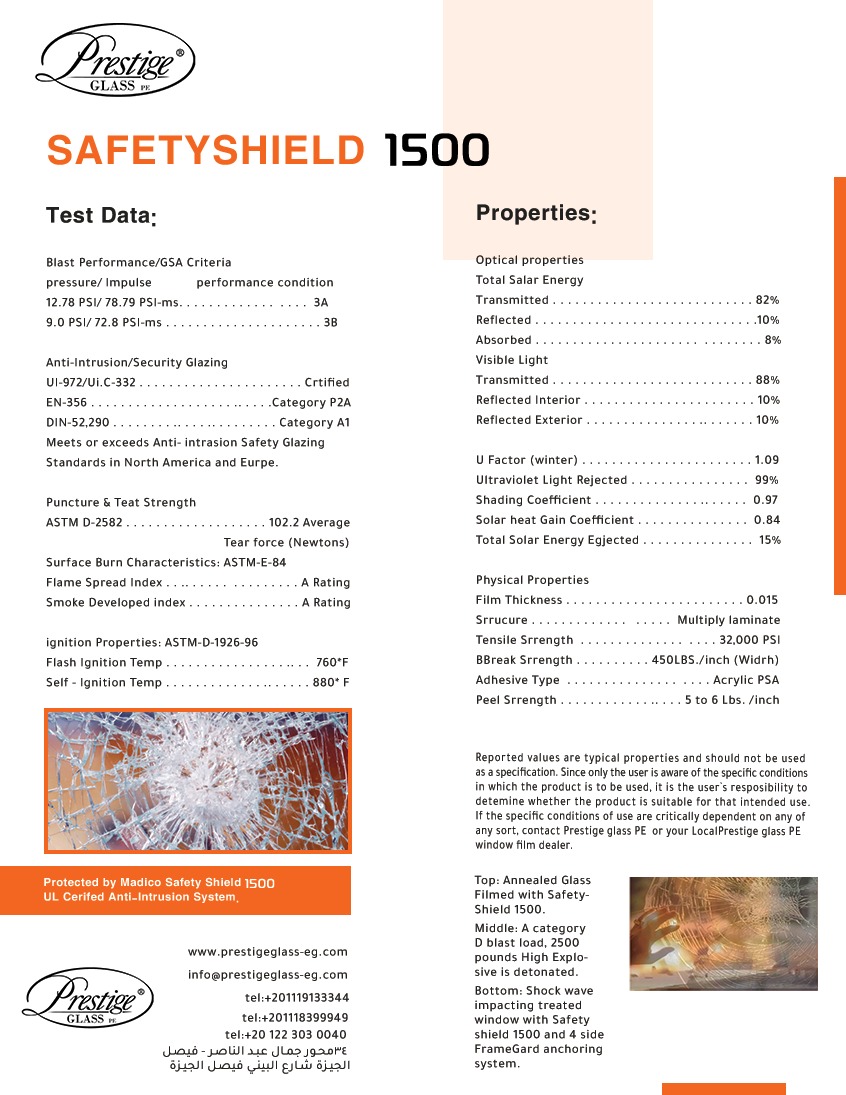 Prestige®
GLASS PE
SAFETYSHIELD 1500
Test Data:
Blast Performance/GSA Criteria
pressure/ Impulse performance condition
12.78 PSI/ 78.79 PSI-ms. . . . . . . . . . . . . . . . . 3A
9.0 PSI/ 72.8 PSI-ms . . . . . . . . . . . . . . . . . . . . . 3B
Anti-Intrusion/Security Glazing
UI-972/Ui.C-332 . . . . . . . . . . . . . . . . . . . . . . Crtified
EN-356 . . . . . . . . . . . . . . . . . . . . .. . . . .Category P2A
DIN-52,290 . . . . . . . . .. . . . .. . . . . . . . . Category A1
Meets or exceeds Anti- intrasion Safety Glazing
Standards in North America and Eurpe.
Puncture & Teat Strength
ASTM D-2582 . . . . . . . . . . . . . . . . . . . 102.2 Average
Tear force (Newtons)
Surface Burn Characteristics: ASTM-E-84
Flame Spread Index . . .. . . . . . . . . . . . . . . A Rating
Smoke Developed index . . . . . . . . . . . . . . . A Rating
ignition Properties: ASTM-D-1926-96
Flash Ignition Temp . . . . . . . . . . . . . . . . .. . . 760*F
Self - Ignition Temp . . . . . . . . . . . . . .. . . . . . 880* F
Protected by Madico Safety Shield 1500
UL Cerifed Anti-Intrusion System.
www.prestigeglass-eg.com
info@prestigeglass-eg.com
tel:+201119133344
tel:+201118399949
tel:+20 122 303 0040
٣٤محور جمال عبد الناصر - فيصل
الجيزة شارع البيني فيصل الجيزة
Prestige®
GLASS PE
Properties:
Optical properties
Total Salar Energy
Transmitted . . . . . . . . . . . . . . . . . . . . . . . . . . . 82%
Reflected . . . . . . . . . . . . . . . . . . . . . . . . . . . . . .10%
Absorbed . . . . . . . . . . . . . . . . . . . . . . . . . . . . . . 8%
Visible Light
Transmitted . . . . . . . . . . . . . . . . . . . . . . . . . . . 88%
Reflected Interior . . . . . . . . . . . . . . . . . . . . . . . 10%
Reflected Exterior . . . . . . . . . . . . . . . .. . . . . . . 10%
U Factor (winter) . . . . . . . . . . . . . . . . . . . . . . . 1.09
Ultraviolet Light Rejected . . . . . . . . . . . . . . . . 99%
Shading Coefficient . . . . . . . . . . . . . . .. . . . . . 0.97
Solar heat Gain Coefficient . . . . . . . . . . . . . . . 0.84
Total Solar Energy Egjected . . . . . . . . . . . . . . . 15%
Physical Properties
Film Thickness . . . . . . . . . . . . . . . . . . . . . . . . 0.015
Srrucure . . . . . . . . . . . . . . . . . . Multiply laminate
Tensile Srrength . . . . . . . . . . . . . . . . . . 32,000 PSI
BBreak Srrength . . . . . . . . . . 450LBS./inch (Widrh)
Adhesive Type . . . . . . . . . . . . . . . . . . . Acrylic PSA
Peel Srrength . . . . . . . . . . . . .. . . . 5 to 6 Lbs. /inch
Reported values are typical properties and should not be used
as a specification. Since only the user is aware of the specific conditions
in which the product is to be used, it is the user`s resposibility to
detemine whether the product is suitable for that intended use.
If the specific conditions of use are critically dependent on any of
any sort, contact Prestige glass PE or your LocalPrestige glass PE
window film dealer.
Top: Annealed Glass
Filmed with Safety-
Shield 1500.
Middle: A category
D blast load, 2500
pounds High Explo-
sive is detonated.
Bottom: Shock wave
impacting treated
window with Safety
shield 1500 and 4 side
FrameGard anchoring
system.